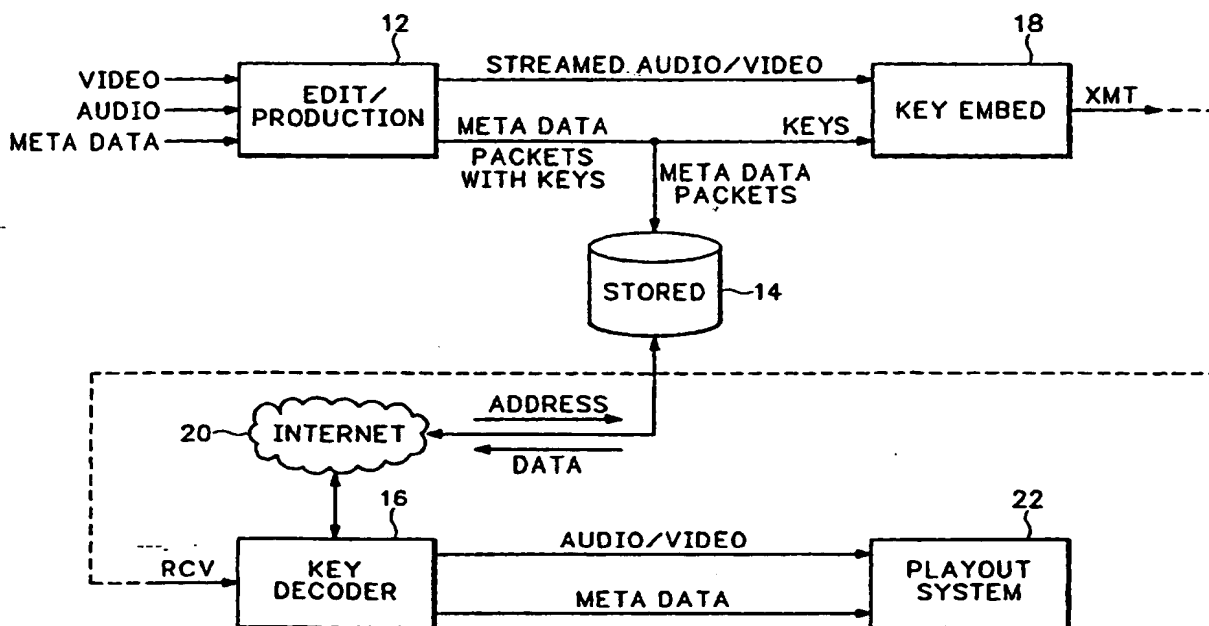 12
18
VIDEO
AUDIO
META DATA
EDIT/
PRODUCTION
STREAMED AUDIO/VIDEO
META DATA
PACKETS
WITH KEYS
KEYS
KEY EMBED
XMT
META DATA
PACKETS
STORED
14
20
INTERNET
ADDRESS
DATA
16
22
RCV
KEY
DECODER
AUDIO/VIDEO
META DATA
PLAYOUT
SYSTEM